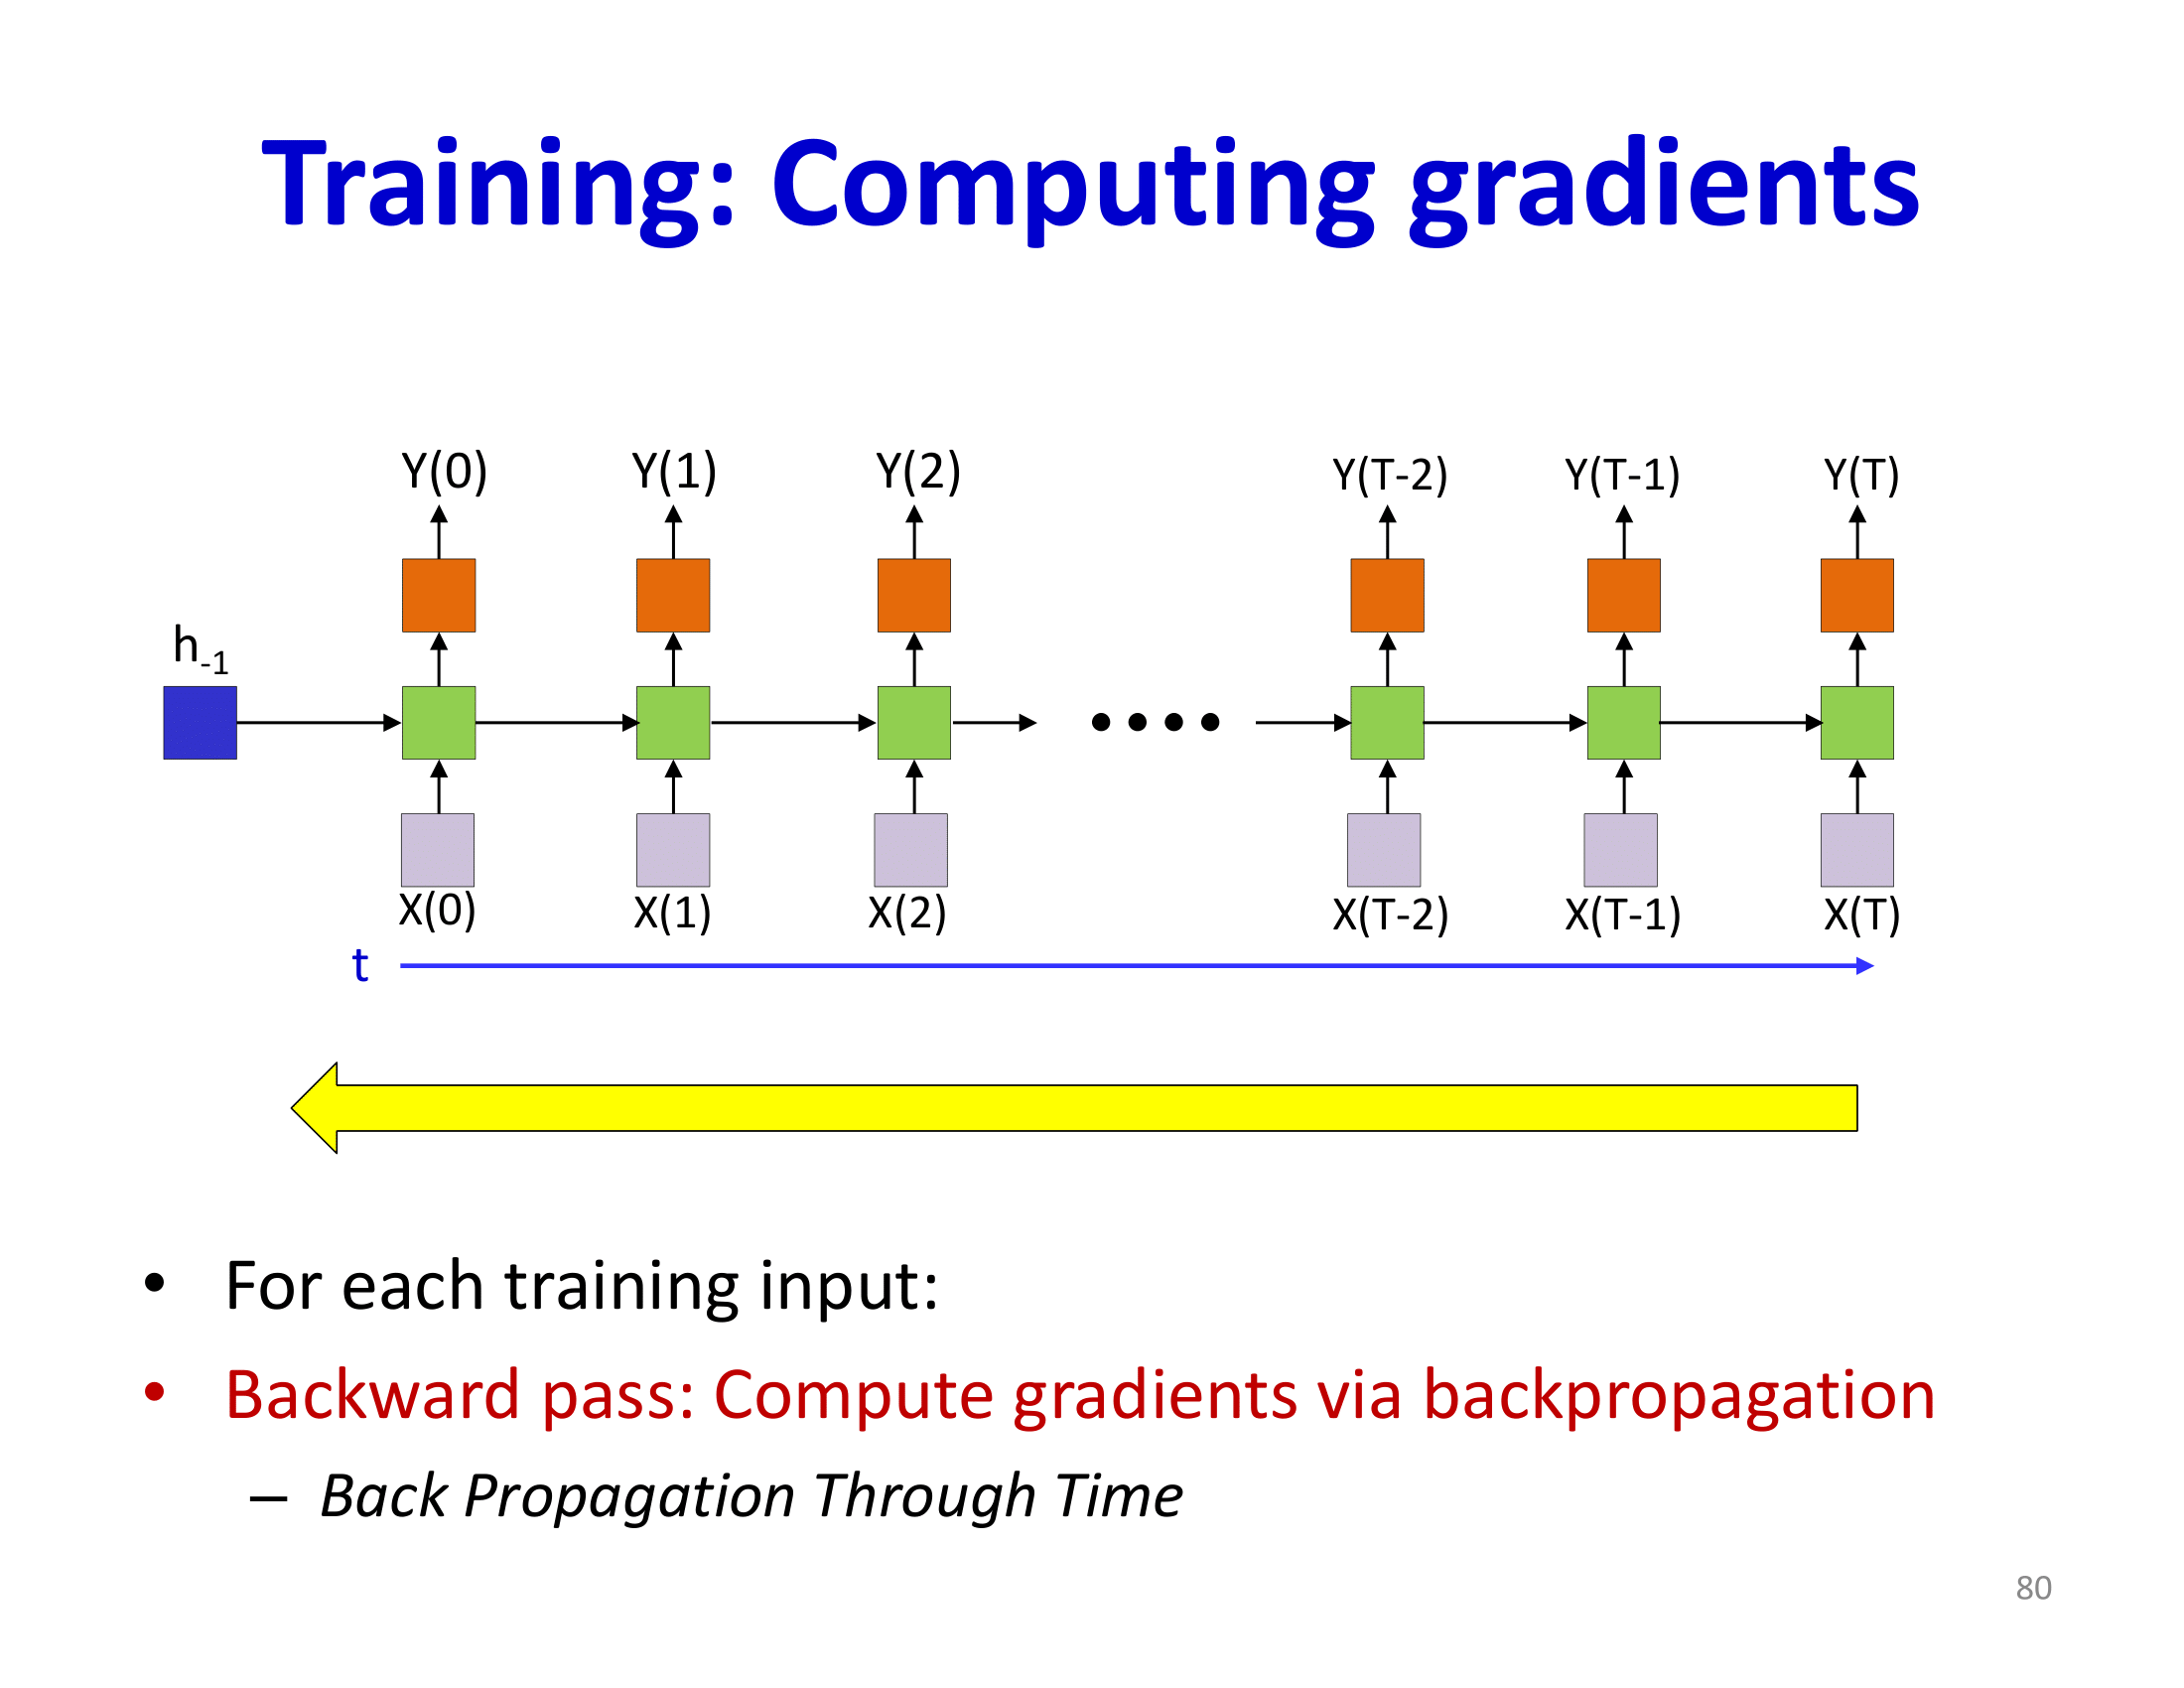 Training: Computing gradients
Y(0) Y(1) Y(2) Y(T-2) Y(T-1) Y(T)
h-1
X(0) X(1) X(2) X(T-2) X(T-1) X(T)
t
• For each training input:
• Backward pass: Compute gradients via backpropagation
– Back Propagation Through Time
80